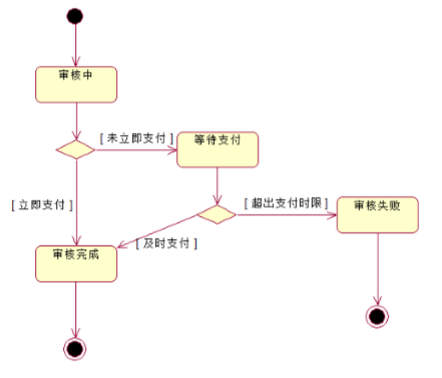 审核中
[ 未立即支付 ]
等待支付
[ 立即支付 ]
[ 超出支付时限 ]
审核失败
[ 及时支付 ]
审核完成